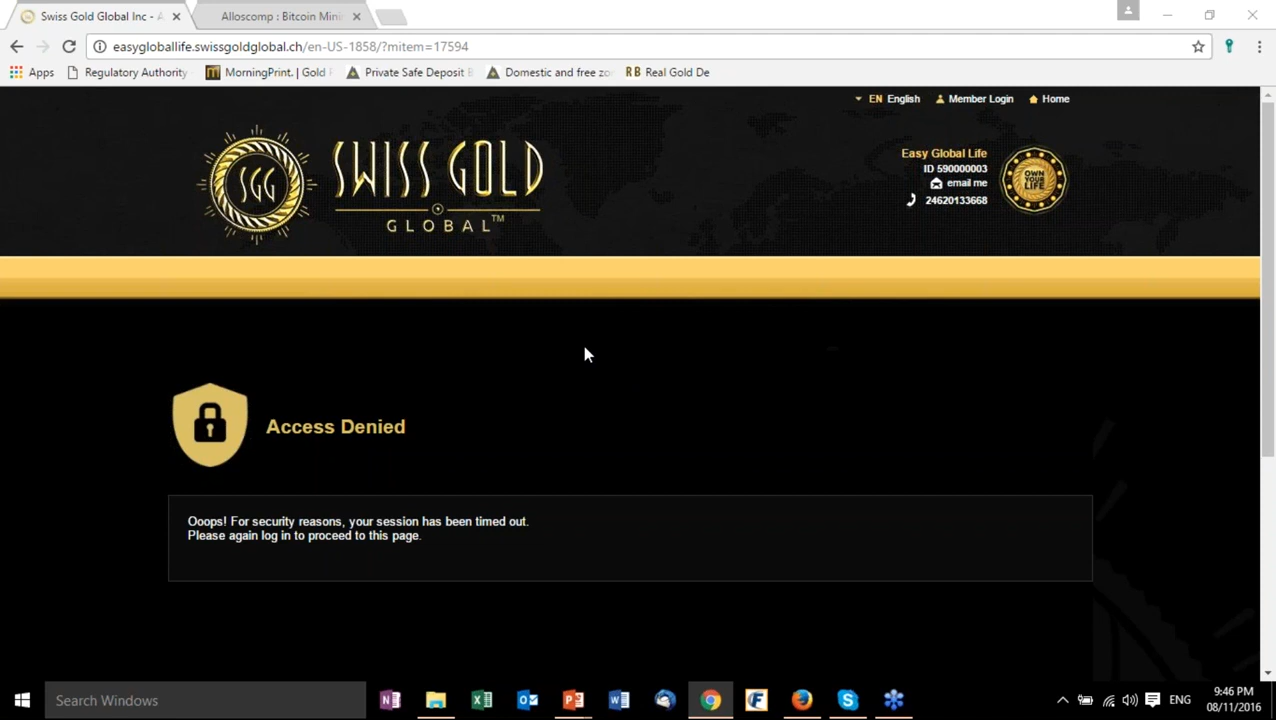 Swiss Gold Global Inc - A
Alloscomp : Bitcoin Mini
easygloballife.swissgoldglobal.ch/en-US-1858/?mitem=17594
Apps
Regulatory Authority
MorningPrint. | Gold
Private Safe Deposit
Domestic and free zo
RB Real Gold De
EN English
Member Login
Home
SGG
SWISS GOLD
GLOBAL™
Easy Global Life
ID 590000003
email me
24620133668
OWN
YOUR
LIFE
Access Denied
Ooops! For security reasons, your session has been timed out.
Please again log in to proceed to this page.
Search Windows
ENG
9:46 PM
08/11/2016